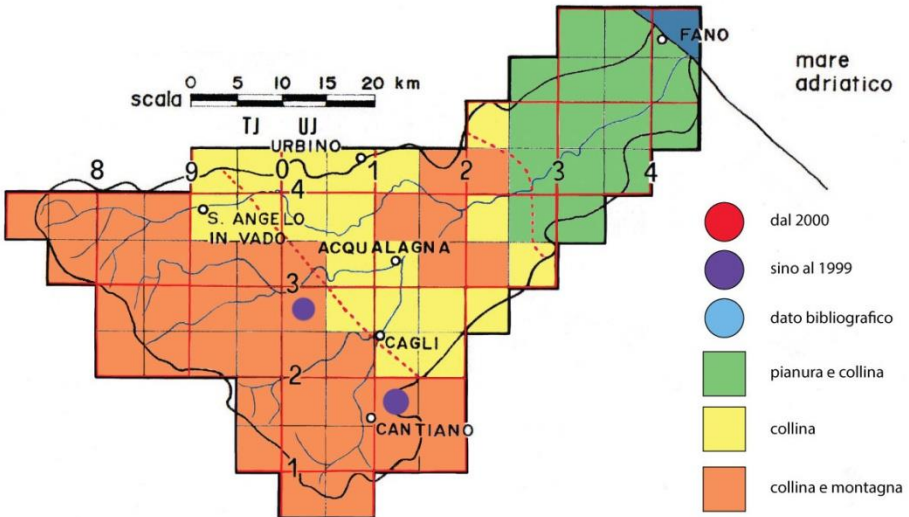 FANO
mare
adriatico
0 5 10 15 20 km
scala
TJ UJ
URBINO
8 9 0 1 2 3 4
4
S. ANGELO
IN VADO
ACQUALAGNA
3
CAGLI
2
CANTIANO
1
dal 2000
sino al 1999
dato bibliografico
pianura e collina
collina
collina e montagna